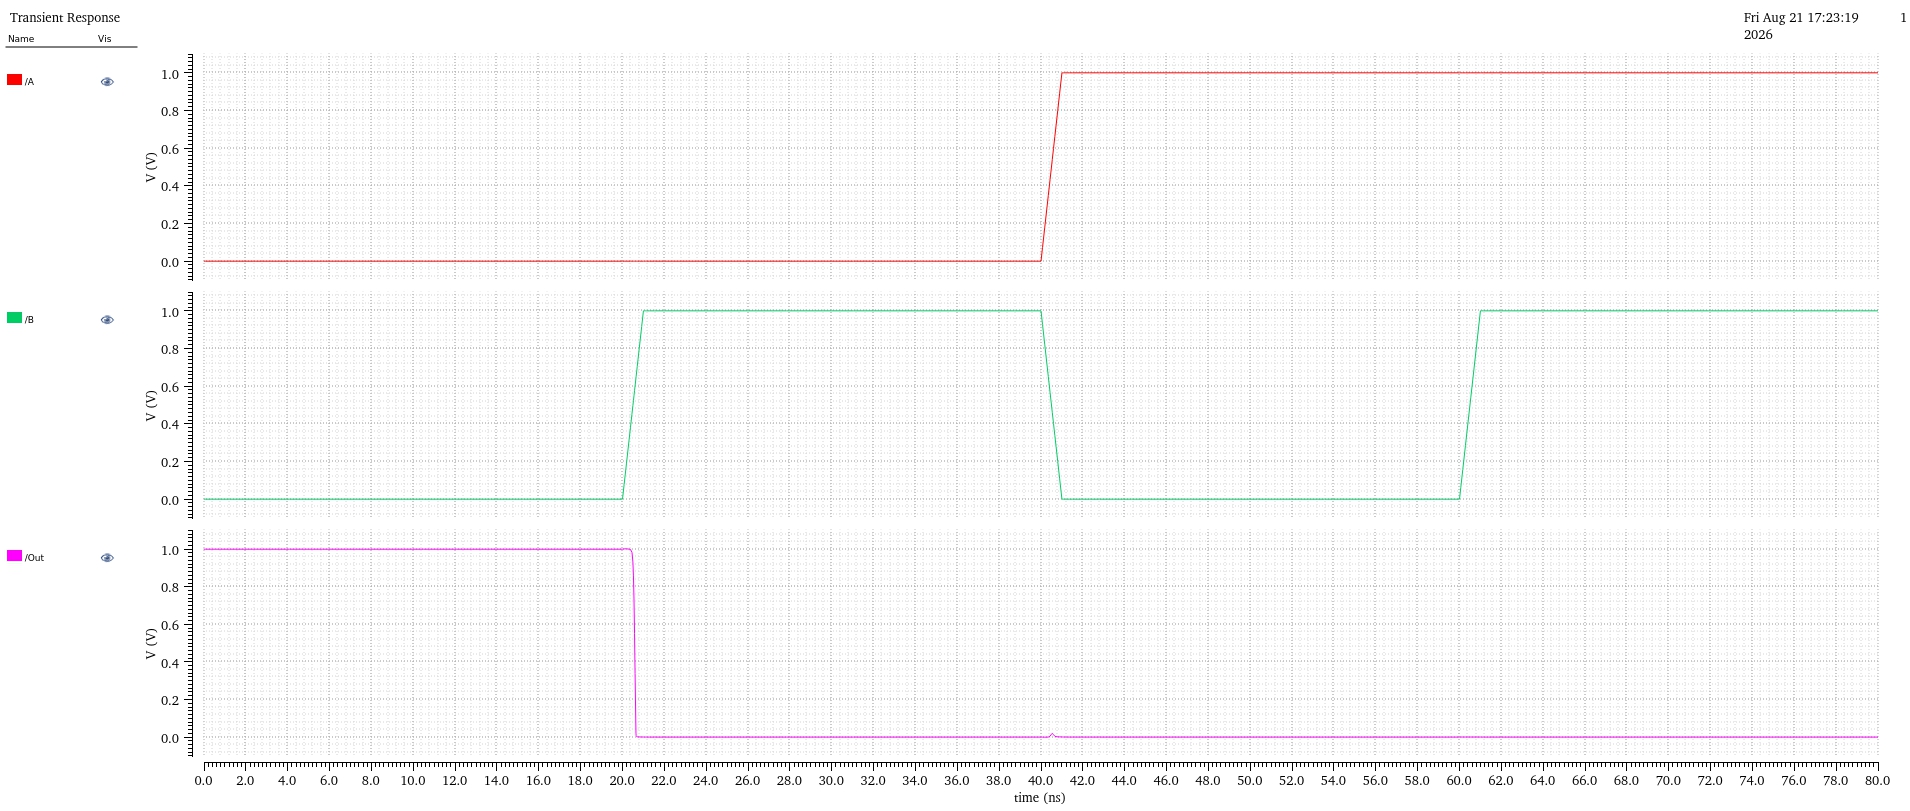 Transient Response
Fri Aug 21 17:23:19 1
2026
Name Vis
/A
V (V)
1.0
0.8
0.6
0.4
0.2
0.0
/B
V (V)
1.0
0.8
0.6
0.4
0.2
0.0
/Out
V (V)
1.0
0.8
0.6
0.4
0.2
0.0
0.0 2.0 4.0 6.0 8.0 10.0 12.0 14.0 16.0 18.0 20.0 22.0 24.0 26.0 28.0 30.0 32.0 34.0 36.0 38.0 40.0 42.0 44.0 46.0 48.0 50.0 52.0 54.0 56.0 58.0 60.0 62.0 64.0 66.0 68.0 70.0 72.0 74.0 76.0 78.0 80.0
time (ns)